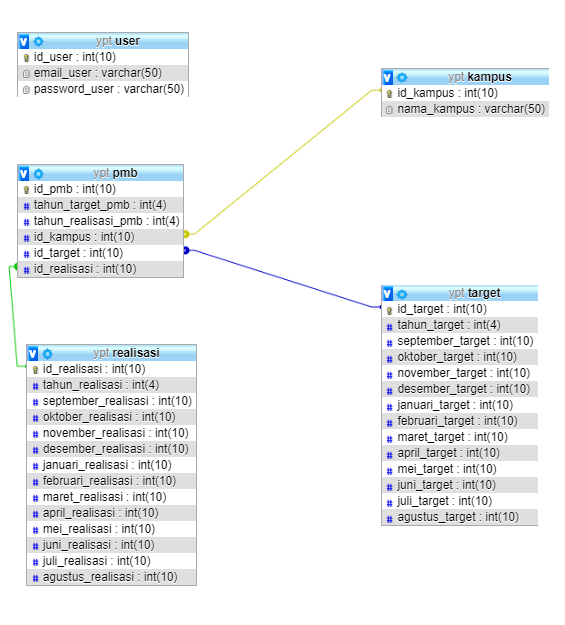 ypt user
id_user : int(10)
email_user : varchar(50)
password_user : varchar(50)
ypt kampus
id_kampus : int(10)
nama_kampus : varchar(50)
ypt pmb
id_pmb : int(10)
tahun_target_pmb : int(4)
tahun_realisasi_pmb : int(4)
id_kampus : int(10)
id_target : int(10)
id_realisasi : int(10)
ypt target
id_target : int(10)
tahun_target : int(4)
september_target : int(10)
oktober_target : int(10)
november_target : int(10)
desember_target : int(10)
januari_target : int(10)
februari_target : int(10)
maret_target : int(10)
april_target : int(10)
mei_target : int(10)
juni_target : int(10)
juli_target : int(10)
agustus_target : int(10)
ypt realisasi
id_realisasi : int(10)
tahun_realisasi : int(4)
september_realisasi : int(10)
oktober_realisasi : int(10)
november_realisasi : int(10)
desember_realisasi : int(10)
januari_realisasi : int(10)
februari_realisasi : int(10)
maret_realisasi : int(10)
april_realisasi : int(10)
mei_realisasi : int(10)
juni_realisasi : int(10)
juli_realisasi : int(10)
agustus_realisasi : int(10)